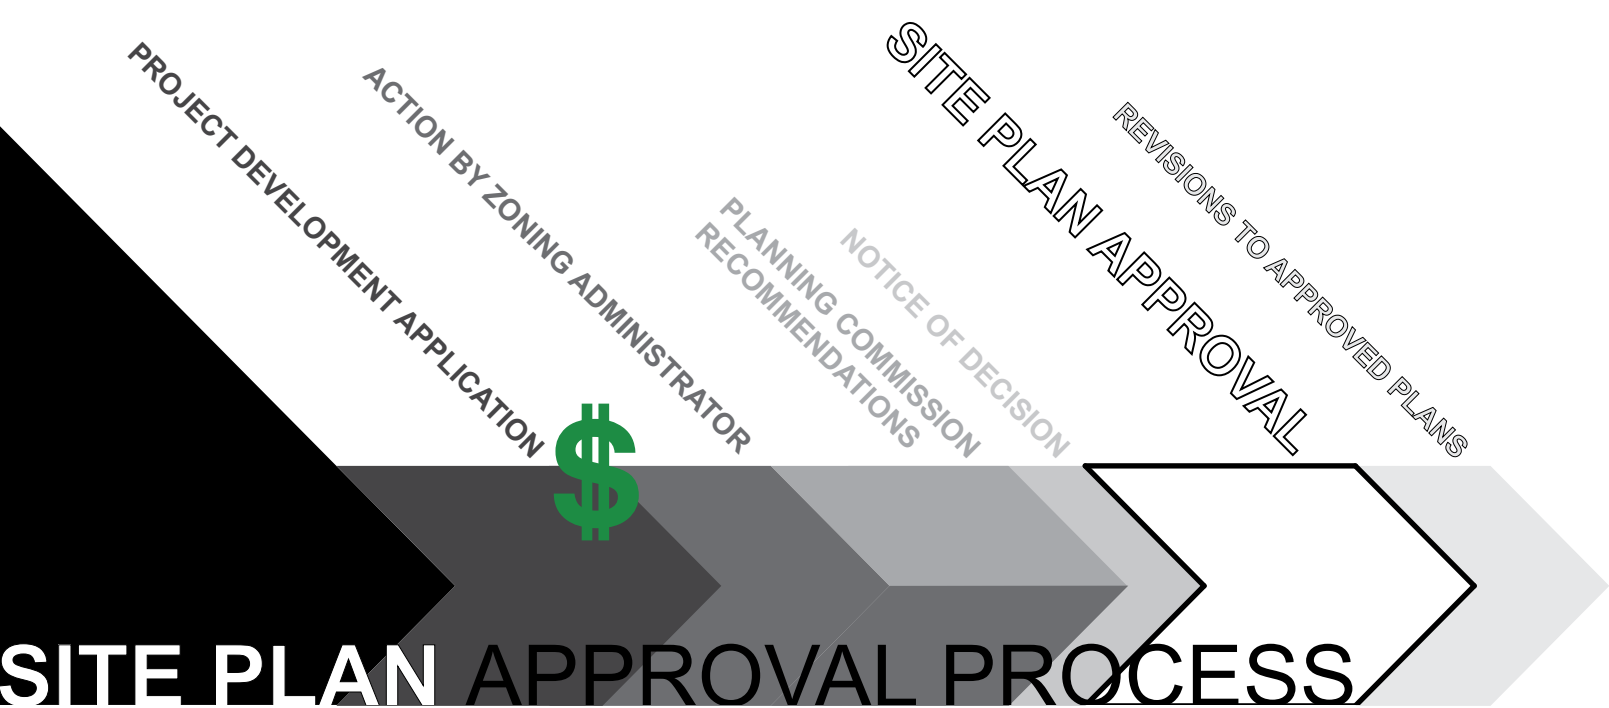 PROJECT DEVELOPMENT APPLICATION
$
ACTION BY ZONING ADMINISTRATOR
PLANNING COMMISSION
RECOMMENDATIONS
NOTICE OF DECISION
SITE PLAN APPROVAL
REVISIONS TO APPROVED PLANS
SITE PLAN APPROVAL PROCESS